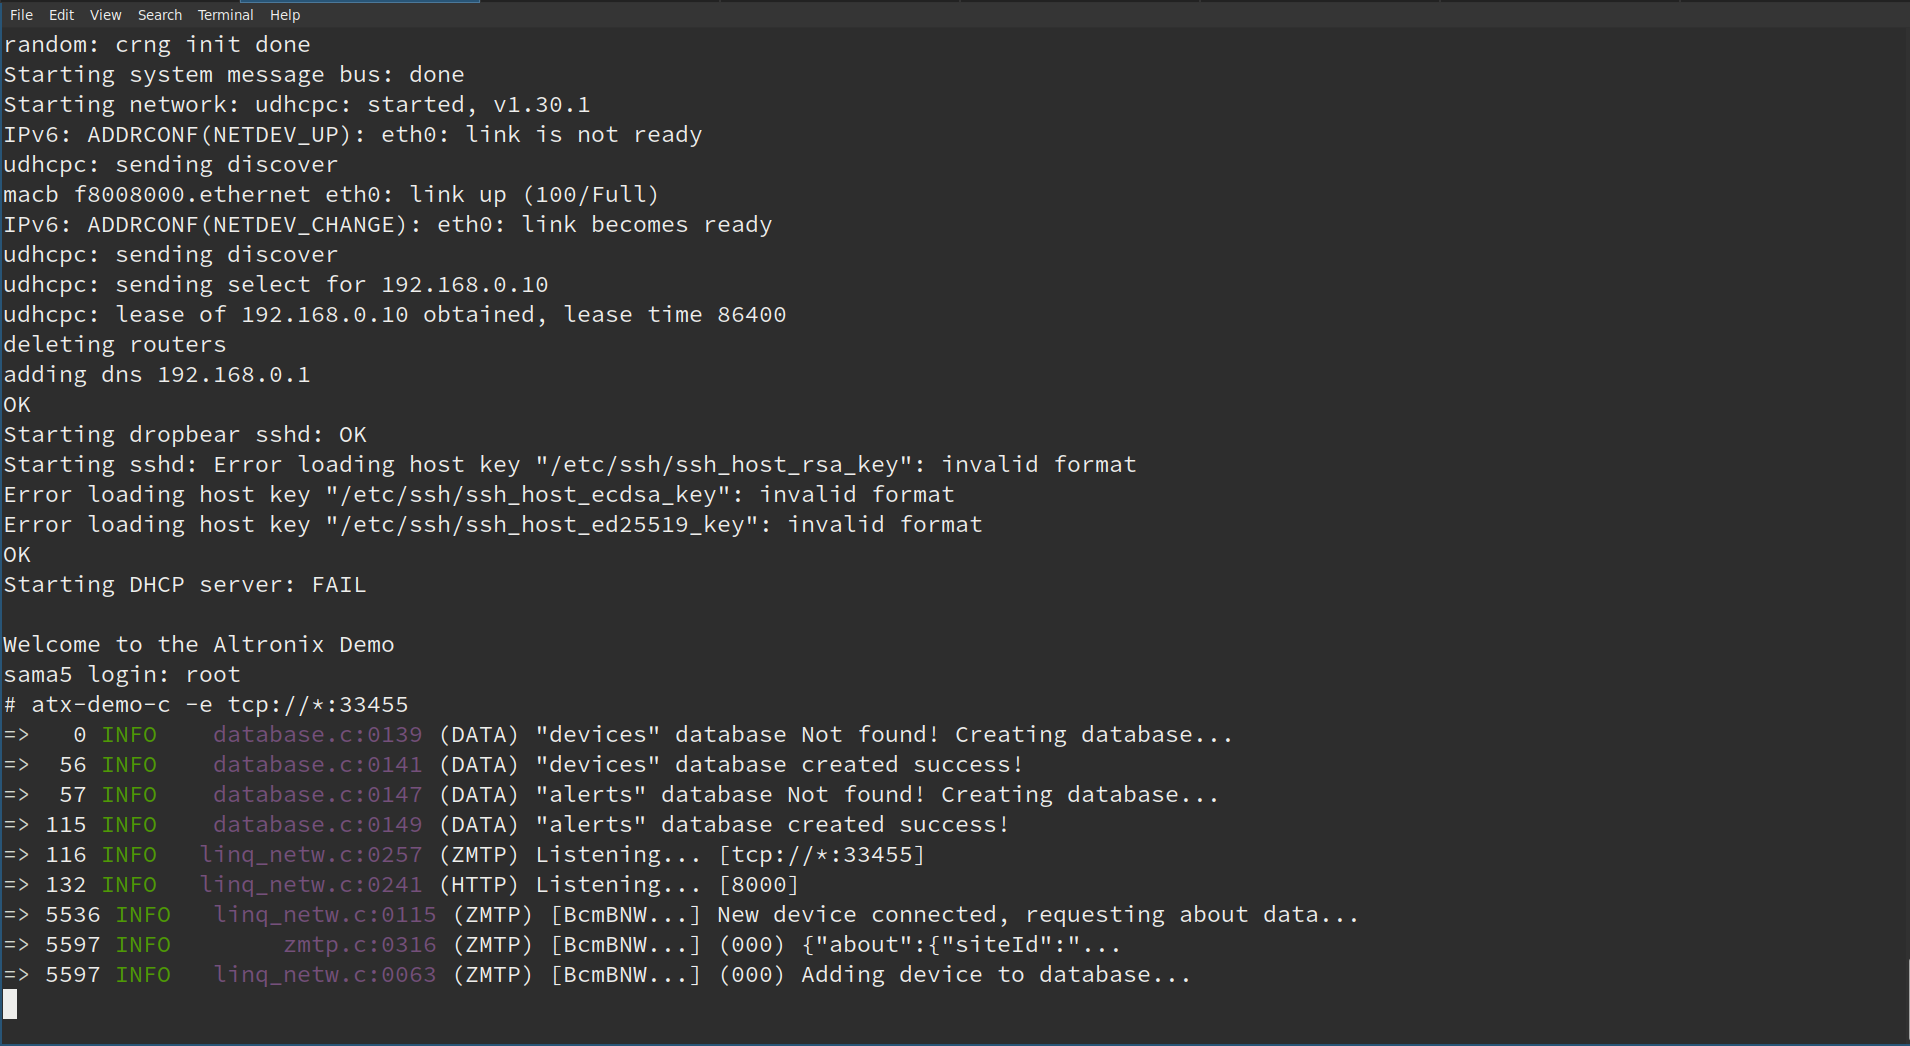 File Edit View Search Terminal Help
random: crng init done
Starting system message bus: done
Starting network: udhcpc: started, v1.30.1
IPv6: ADDRCONF(NETDEV_UP): eth0: link is not ready
udhcpc: sending discover
macb f8008000.ethernet eth0: link up (100/Full)
IPv6: ADDRCONF(NETDEV_CHANGE): eth0: link becomes ready
udhcpc: sending discover
udhcpc: sending select for 192.168.0.10
udhcpc: lease of 192.168.0.10 obtained, lease time 86400
deleting routers
adding dns 192.168.0.1
OK
Starting dropbear sshd: OK
Starting sshd: Error loading host key "/etc/ssh/ssh_host_rsa_key": invalid format
Error loading host key "/etc/ssh/ssh_host_ecdsa_key": invalid format
Error loading host key "/etc/ssh/ssh_host_ed25519_key": invalid format
OK
Starting DHCP server: FAIL
Welcome to the Altronix Demo
sama5 login: root
# atx-demo-c -e tcp://*:33455
=>   0 INFO    database.c:0139 (DATA) "devices" database Not found! Creating database...
=>  56 INFO    database.c:0141 (DATA) "devices" database created success!
=>  57 INFO    database.c:0147 (DATA) "alerts" database Not found! Creating database...
=> 115 INFO    database.c:0149 (DATA) "alerts" database created success!
=> 116 INFO   linq_netw.c:0257 (ZMTP) Listening... [tcp://*:33455]
=> 132 INFO   linq_netw.c:0241 (HTTP) Listening... [8000]
=> 5536 INFO   linq_netw.c:0115 (ZMTP) [BcmBNW...] New device connected, requesting about data...
=> 5597 INFO        zmtp.c:0316 (ZMTP) [BcmBNW...] (000) {"about":{"siteId":"...
=> 5597 INFO   linq_netw.c:0063 (ZMTP) [BcmBNW...] (000) Adding device to database...